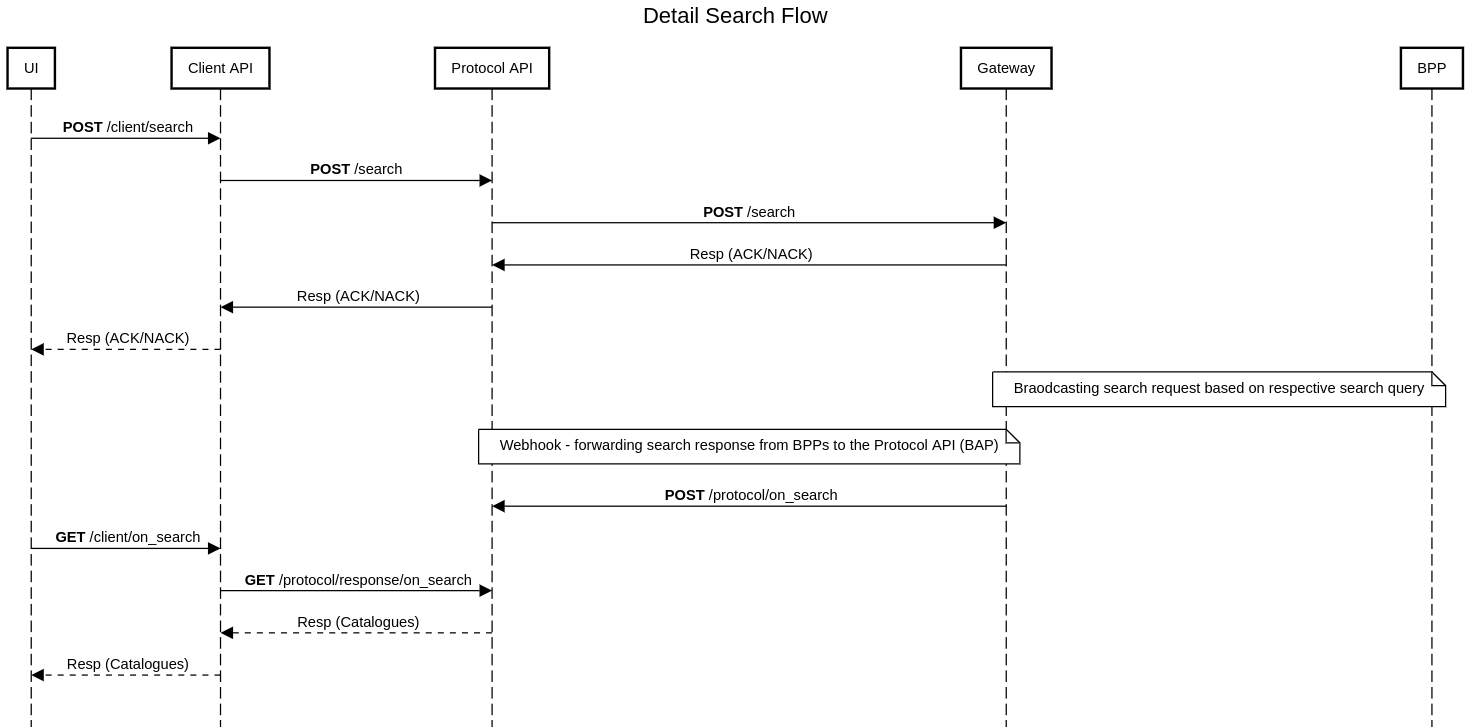 Detail Search Flow
UI
Client API
Protocol API
Gateway
BPP
POST /client/search
POST /search
POST /search
Resp (ACK/NACK)
Resp (ACK/NACK)
Resp (ACK/NACK)
Braodcasting search request based on respective search query
Webhook - forwarding search response from BPPs to the Protocol API (BAP)
POST /protocol/on_search
GET /client/on_search
GET /protocol/response/on_search
Resp (Catalogues)
Resp (Catalogues)